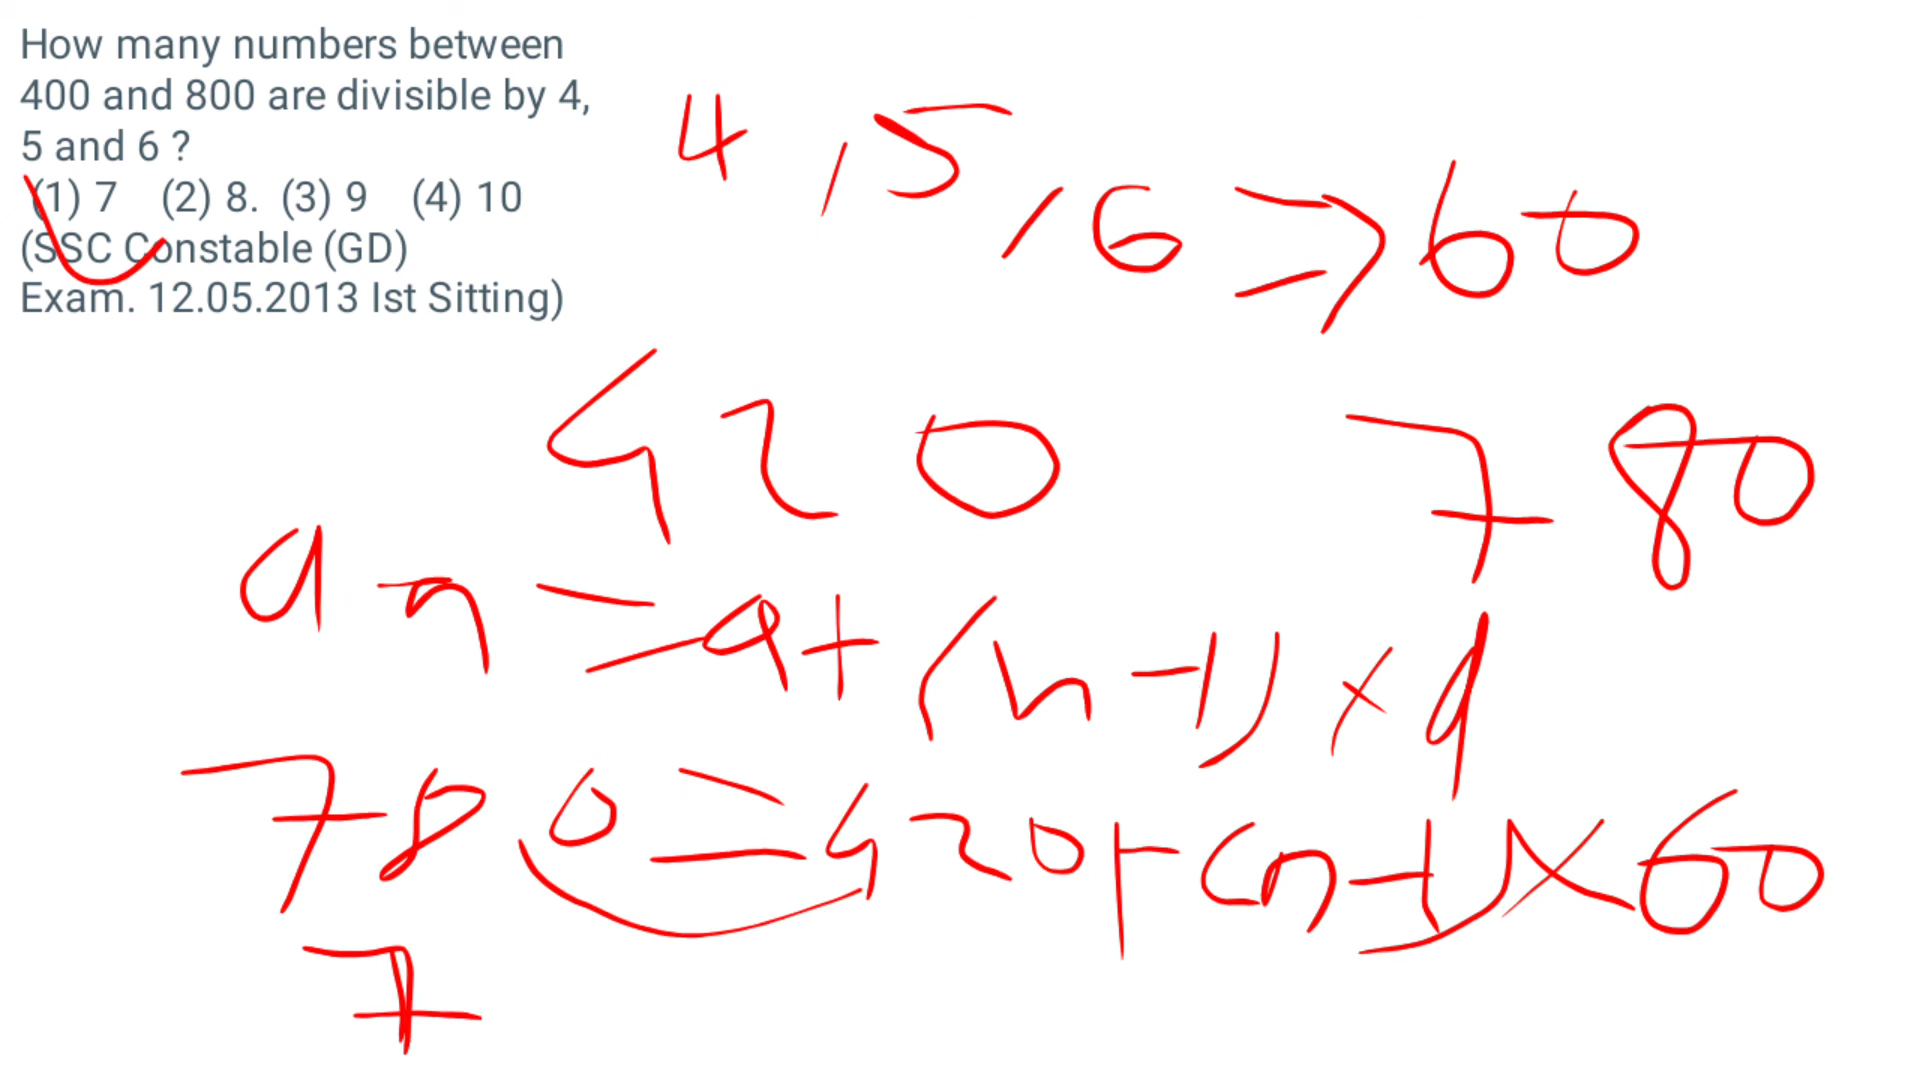 How many numbers between
400 and 800 are divisible by 4,
5 and 6 ?
(1) 7 (2) 8. (3) 9 (4) 10
(SSC Constable (GD)
Exam. 12.05.2013 Ist Sitting)
4, 5, 6 => 60
420 780
an = a + (n-1) × d
780 = 420 + (n-1) × 60
7